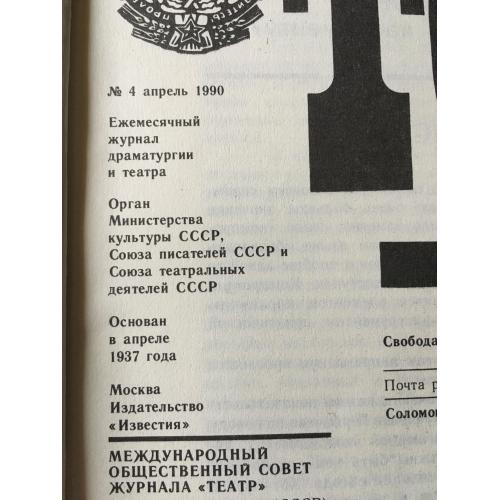 № 4 апрель 1990
Ежемесячный
журнал
драматургии
и театра
Орган
Министерства
культуры СССР,
Союза писателей СССР и
Союза театральных
деятелей СССР
Основан
в апреле
1937 года
Москва
Издательство
«Известия»
МЕЖДУНАРОДНЫЙ
ОБЩЕСТВЕННЫЙ СОВЕТ
ЖУРНАЛА «ТЕАТР»
Свобода
Почта р
Соломо